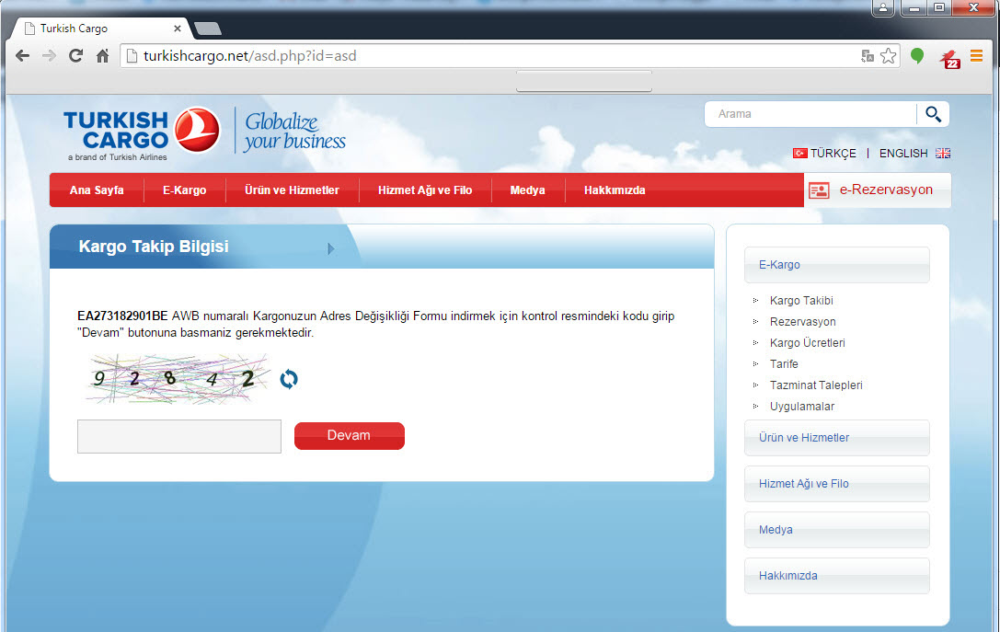 Turkish Cargo
turkishcargo.net/asd.php?id=asd
22
TURKISH
CARGO
a brand of Turkish Airlines
Globalize
your business
Arama
TÜRKÇE | ENGLISH
Ana Sayfa E-Kargo Ürün ve Hizmetler Hizmet Ağı ve Filo Medya Hakkımızda
e-Rezervasyon
Kargo Takip Bilgisi
EA273182901BE AWB numaralı Kargonuzun Adres Değişikliği Formu indirmek için kontrol resmindeki kodu girip
"Devam" butonuna basmaniz gerekmektedir.
9 2 8 4 2
Devam
E-Kargo
Kargo Takibi
Rezervasyon
Kargo Ücretleri
Tarife
Tazminat Talepleri
Uygulamalar
Ürün ve Hizmetler
Hizmet Ağı ve Filo
Medya
Hakkımızda